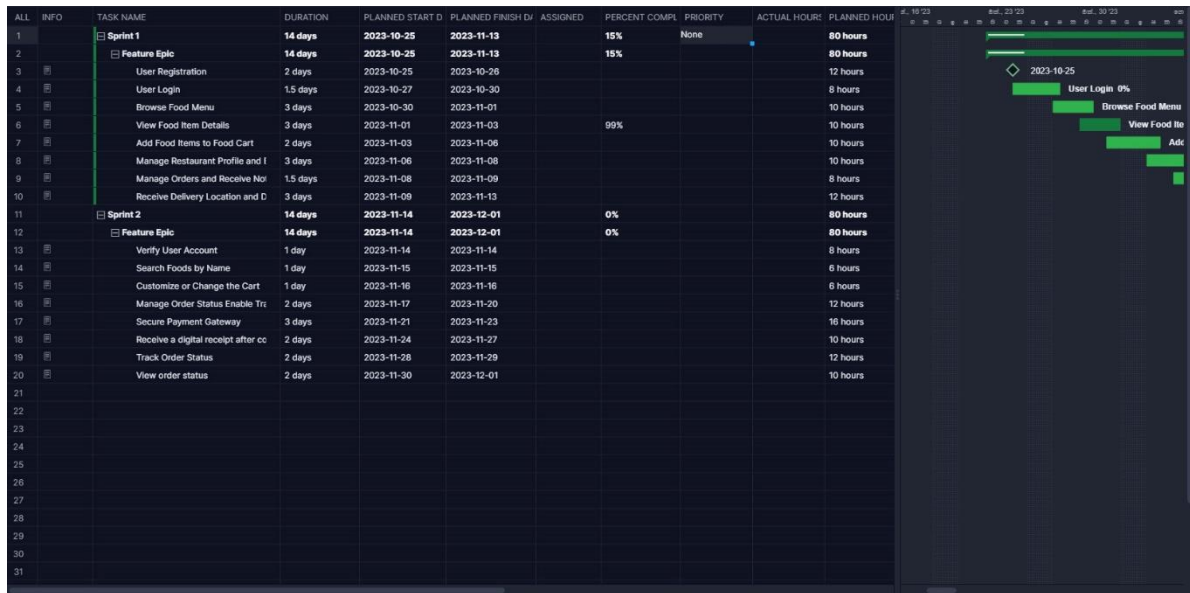 ALL INFO TASK NAME DURATION PLANNED START D PLANNED FINISH DA ASSIGNED PERCENT COMPL PRIORITY ACTUAL HOURS PLANNED HOUR
1 Sprint 1 14 days 2023-10-25 2023-11-13 15% None 80 hours
2 Feature Epic 14 days 2023-10-25 2023-11-13 15% 80 hours
3 User Registration 2 days 2023-10-25 2023-10-26 12 hours 2023-10-25
4 User Login 1.5 days 2023-10-27 2023-10-30 8 hours User Login 0%
5 Browse Food Menu 3 days 2023-10-30 2023-11-01 10 hours Browse Food Menu
6 View Food Item Details 3 days 2023-11-01 2023-11-03 99% 10 hours View Food Ite
7 Add Food Items to Food Cart 2 days 2023-11-03 2023-11-06 10 hours Add
8 Manage Restaurant Profile and 3 days 2023-11-06 2023-11-08 10 hours
9 Manage Orders and Receive Not 1.5 days 2023-11-08 2023-11-09 8 hours
10 Receive Delivery Location and D 3 days 2023-11-09 2023-11-13 12 hours
11 Sprint 2 14 days 2023-11-14 2023-12-01 0% 80 hours
12 Feature Epic 14 days 2023-11-14 2023-12-01 0% 80 hours
13 Verify User Account 1 day 2023-11-14 2023-11-14 8 hours
14 Search Foods by Name 1 day 2023-11-15 2023-11-15 6 hours
15 Customize or Change the Cart 1 day 2023-11-16 2023-11-16 6 hours
16 Manage Order Status Enable Tra 2 days 2023-11-17 2023-11-20 12 hours
17 Secure Payment Gateway 3 days 2023-11-21 2023-11-23 16 hours
18 Receive a digital receipt after co 2 days 2023-11-24 2023-11-27 10 hours
19 Track Order Status 2 days 2023-11-28 2023-11-29 12 hours
20 View order status 2 days 2023-11-30 2023-12-01 10 hours
21
22
23
24
25
26
27
28
29
30
31